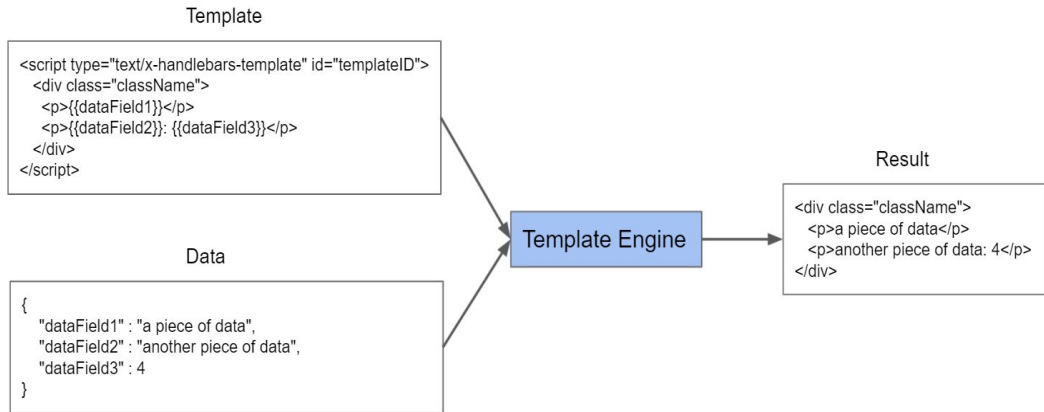 Template
<script type="text/x-handlebars-template" id="templateID">
<div class="className">
<p>{{dataField1}}</p>
<p>{{dataField2}}: {{dataField3}}</p>
</div>
</script>
Data
{
"dataField1" : "a piece of data",
"dataField2" : "another piece of data",
"dataField3" : 4
}
Template Engine
Result
<div class="className">
<p>a piece of data</p>
<p>another piece of data: 4</p>
</div>